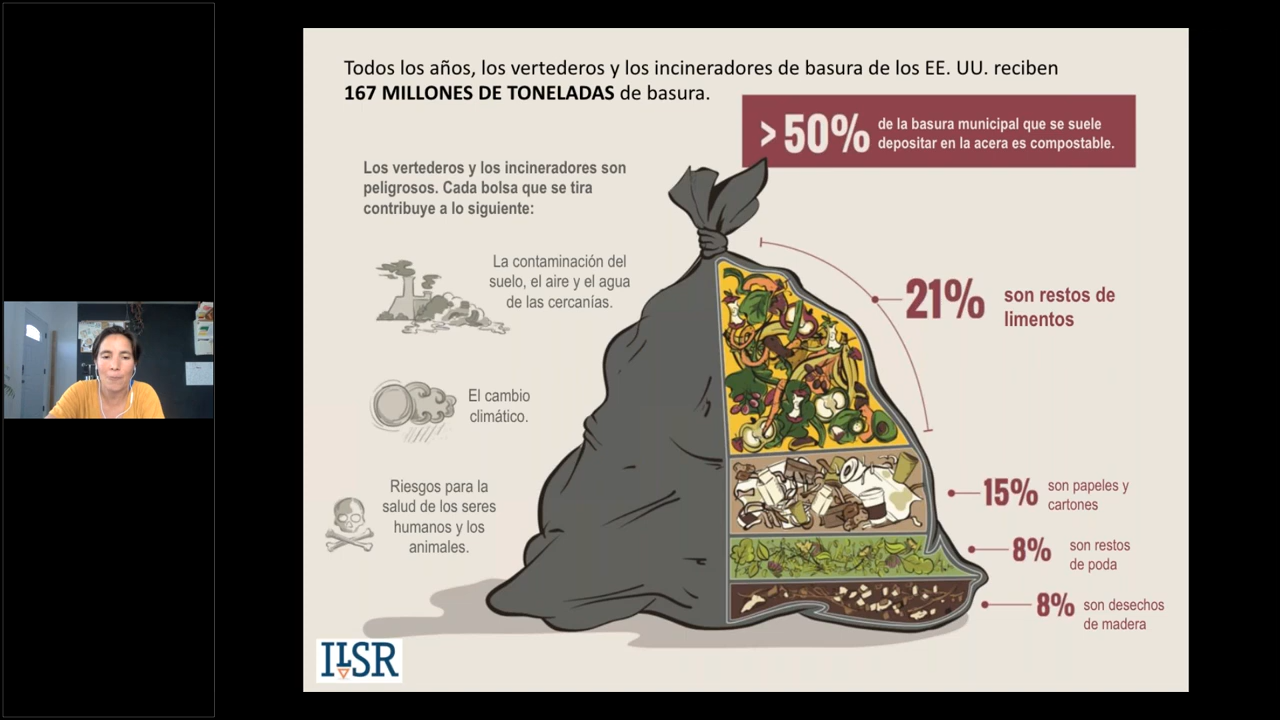 Todos los años, los vertederos y los incineradores de basura de los EE. UU. reciben
167 MILLONES DE TONELADAS de basura.
> 50% de la basura municipal que se suele
depositar en la acera es compostable.
Los vertederos y los incineradores son
peligrosos. Cada bolsa que se tira
contribuye a lo siguiente:
La contaminación del
suelo, el aire y el agua
de las cercanías.
21% son restos de
limentos
El cambio
climático.
15% son papeles y
cartones
Riesgos para la
salud de los seres
humanos y los
animales.
8% son restos
de poda
8% son desechos
de madera
ILSR